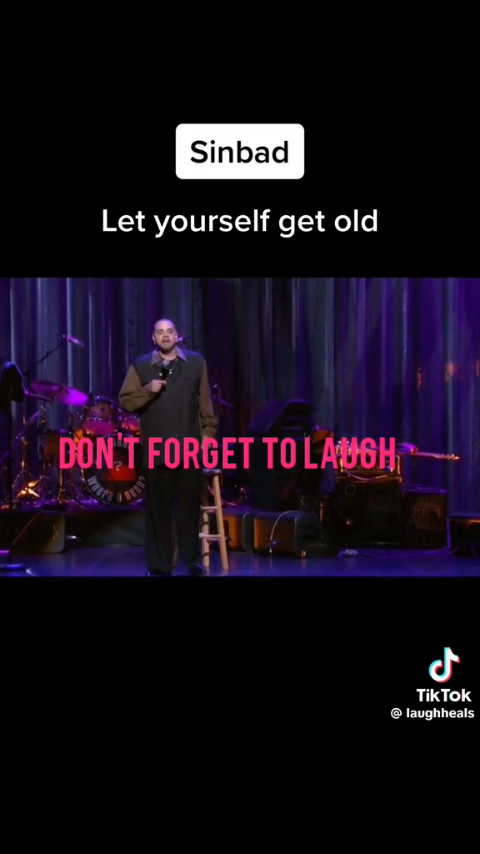 Sinbad
Let yourself get old
DON'T FORGET TO LAUGH
TikTok
@ laughheals